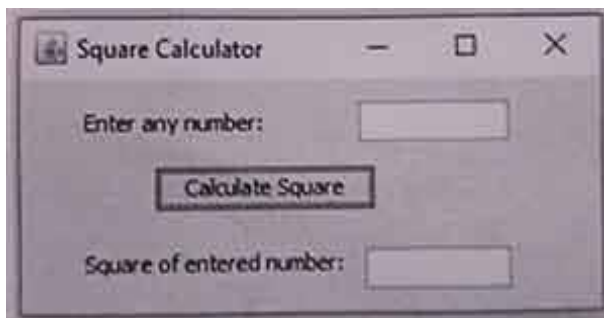 Square Calculator
Enter any number:
Calculate Square
Square of entered number: